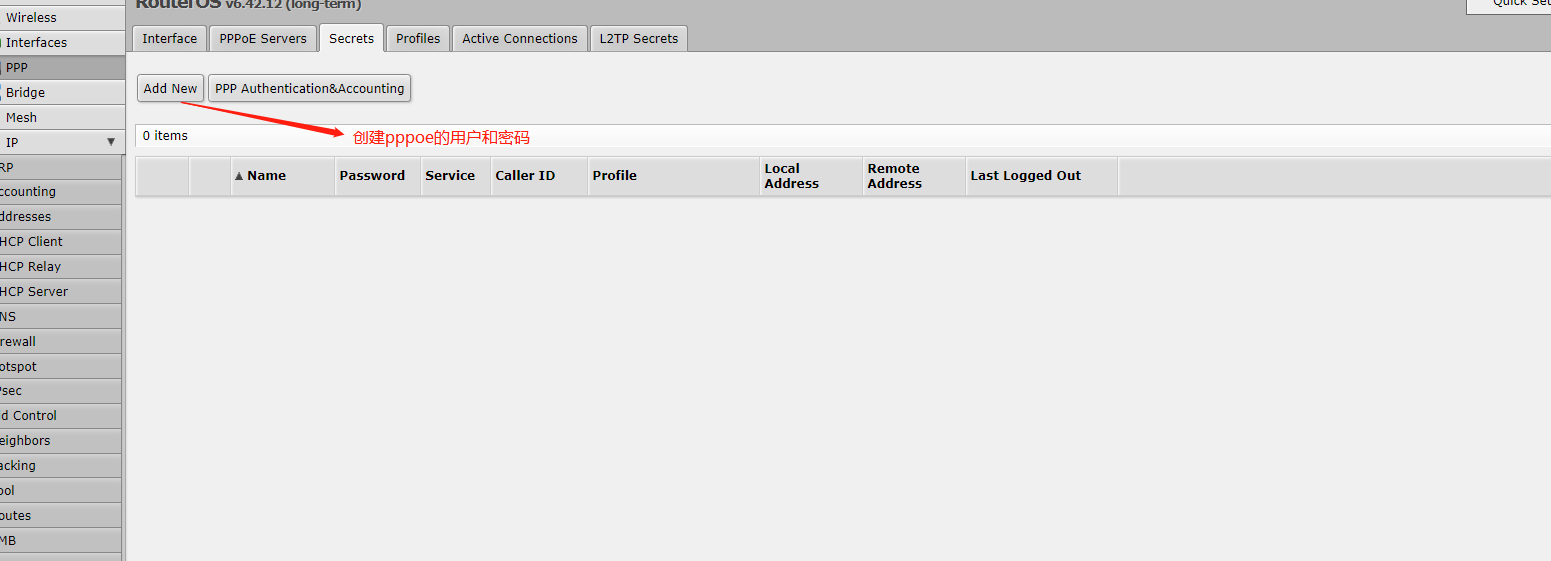 RouterOS v6.42.12 (long-term)
Quick Set
Wireless
Interfaces
PPP
Bridge
Mesh
IP ▼
RP
ccounting
ddresses
HCP Client
HCP Relay
HCP Server
NS
rewall
otspot
Psec
id Control
eighbors
acking
ool
outes
MB
Interface PPPoE Servers Secrets Profiles Active Connections L2TP Secrets
Add New PPP Authentication&Accounting
0 items
创建pppoe的用户和密码
▲ Name Password Service Caller ID Profile Local Address Remote Address Last Logged Out